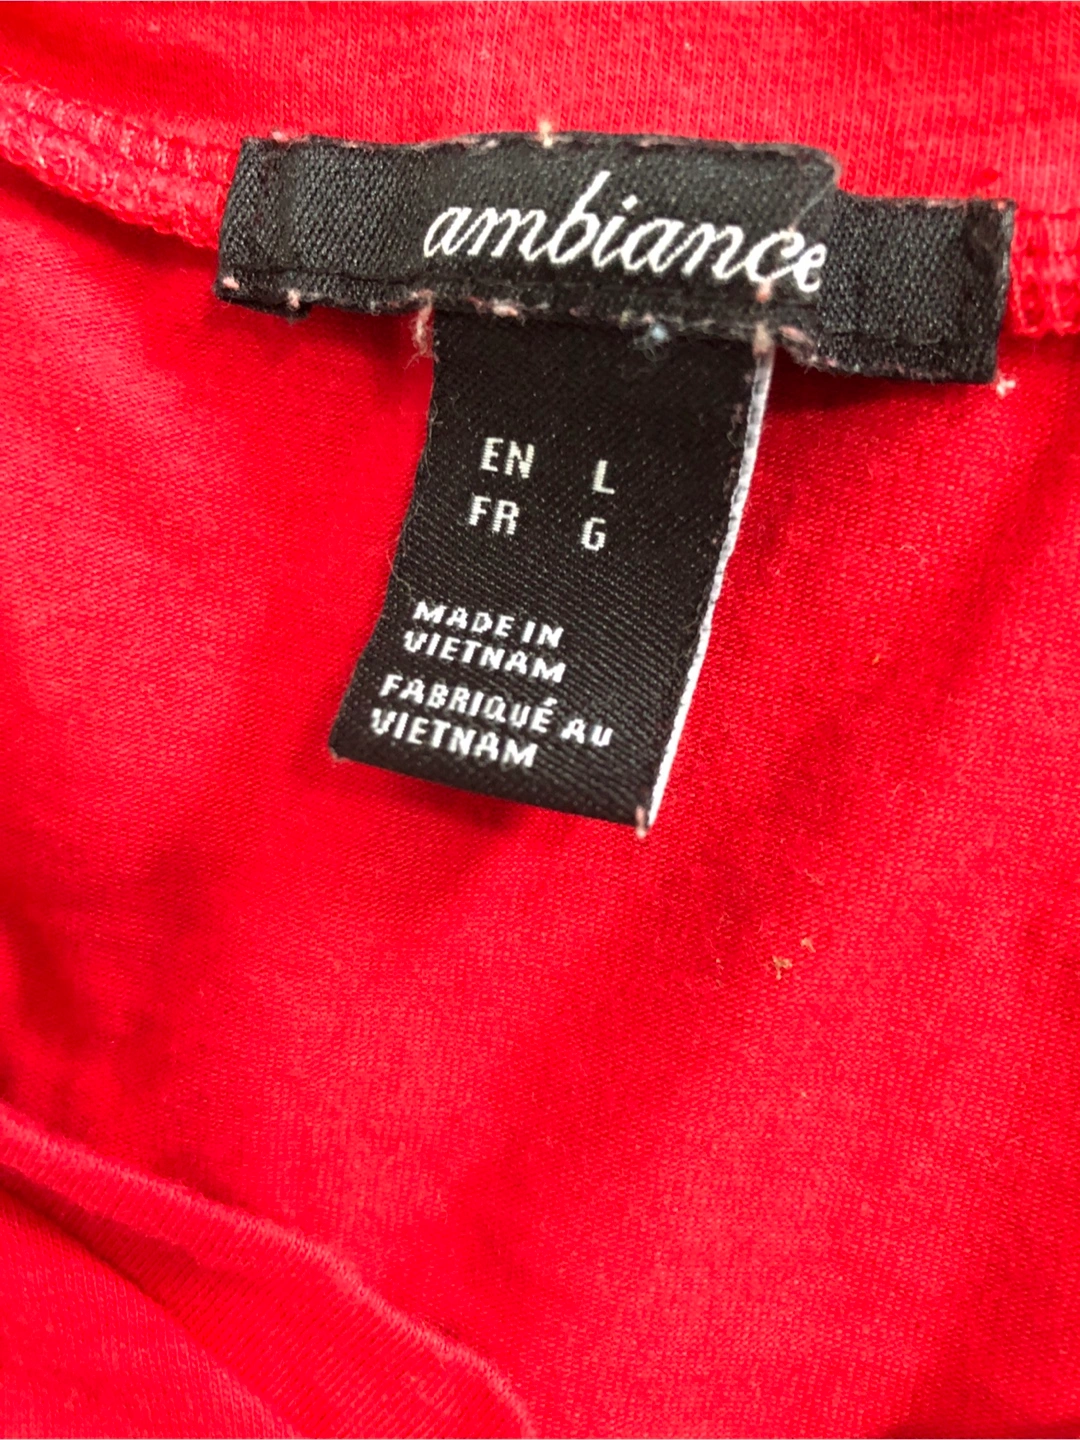 ambiance
EN L
FR G
MADE IN
VIETNAM
FABRIQUÉ AU
VIETNAM